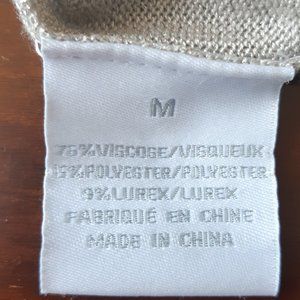 M
76%VISCOSE/VISQUEUX
15%POLYESTER/POLYESTER
9%LUREX/LUREX
FABRIQUÉ EN CHINE
MADE IN CHINA